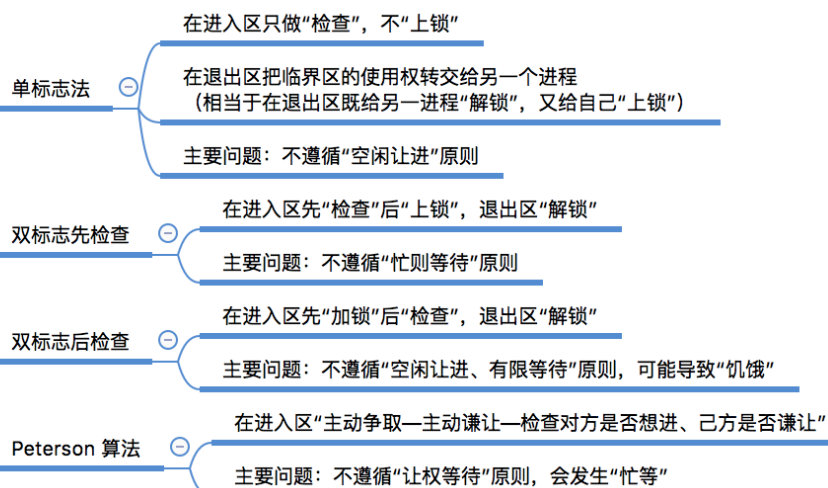 在进入区只做“检查”，不“上锁”
单标志法
在退出区把临界区的使用权转交给另一个进程
（相当于在退出区既给另一进程“解锁”，又给自己“上锁”）
主要问题：不遵循“空闲让进”原则
在进入区先“检查”后“上锁”，退出区“解锁”
双标志先检查
主要问题：不遵循“忙则等待”原则
在进入区先“加锁”后“检查”，退出区“解锁”
双标志后检查
主要问题：不遵循“空闲让进、有限等待”原则，可能导致“饥饿”
在进入区“主动争取—主动谦让—检查对方是否想进、己方是否谦让”
Peterson 算法
主要问题：不遵循“让权等待”原则，会发生“忙等”